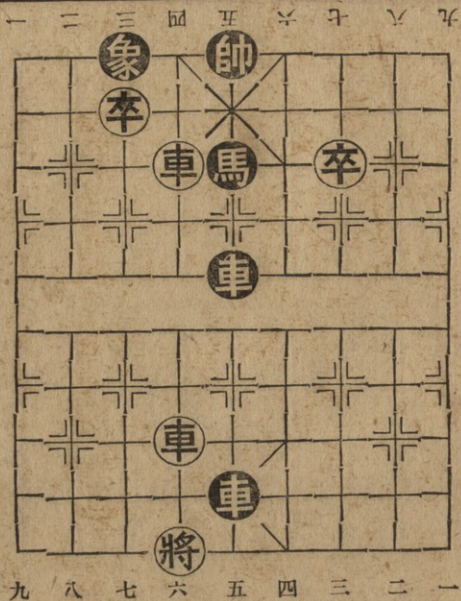 一 二 三 四 五 六 七 八 九
象 帥
卒
車 馬 卒
車
車
車
將
九 八 七 六 五 四 三 二 一